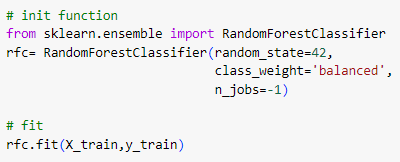 # init function
from sklearn.ensemble import RandomForestClassifier
rfc= RandomForestClassifier(random_state=42,
                            class_weight='balanced',
                            n_jobs=-1)

# fit
rfc.fit(X_train,y_train)